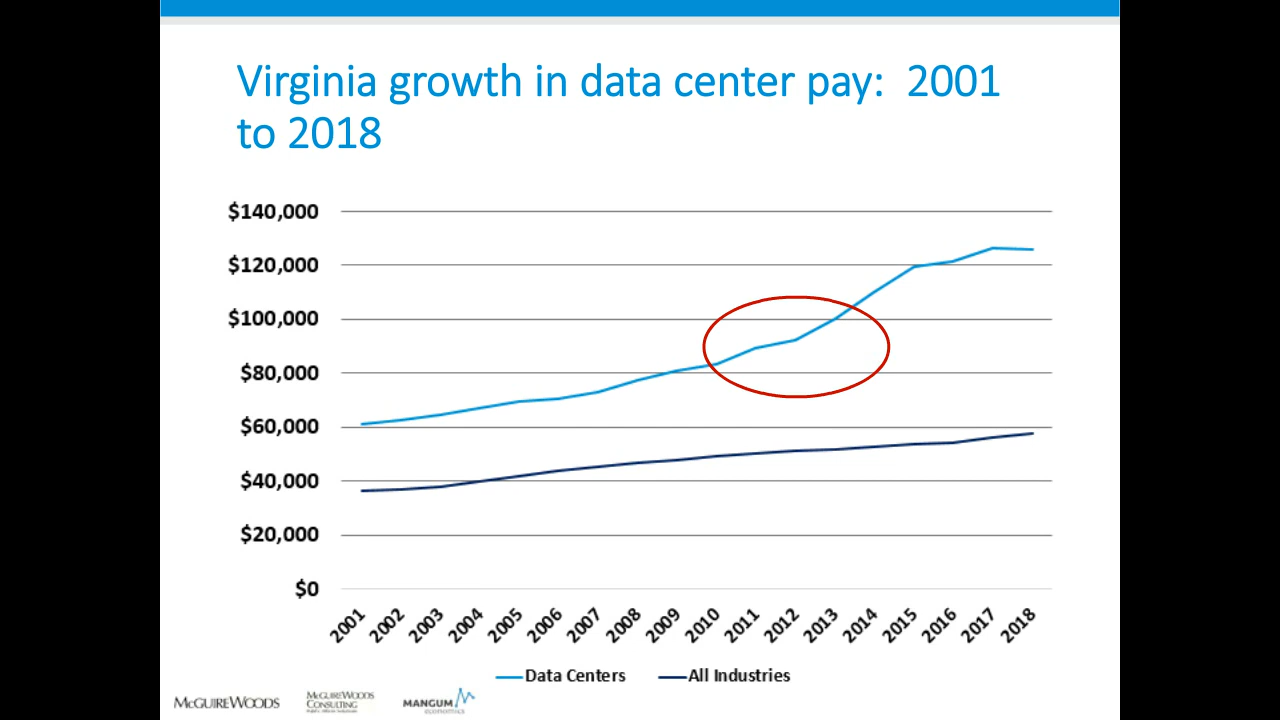 Virginia growth in data center pay:  2001
to 2018
$140,000
$120,000
$100,000
$80,000
$60,000
$40,000
$20,000
$0
2001 2002 2003 2004 2005 2006 2007 2008 2009 2010 2011 2012 2013 2014 2015 2016 2017 2018
Data Centers All Industries
McGUIREWOODS
McGUIREWOODS
CONSULTING
MANGUM